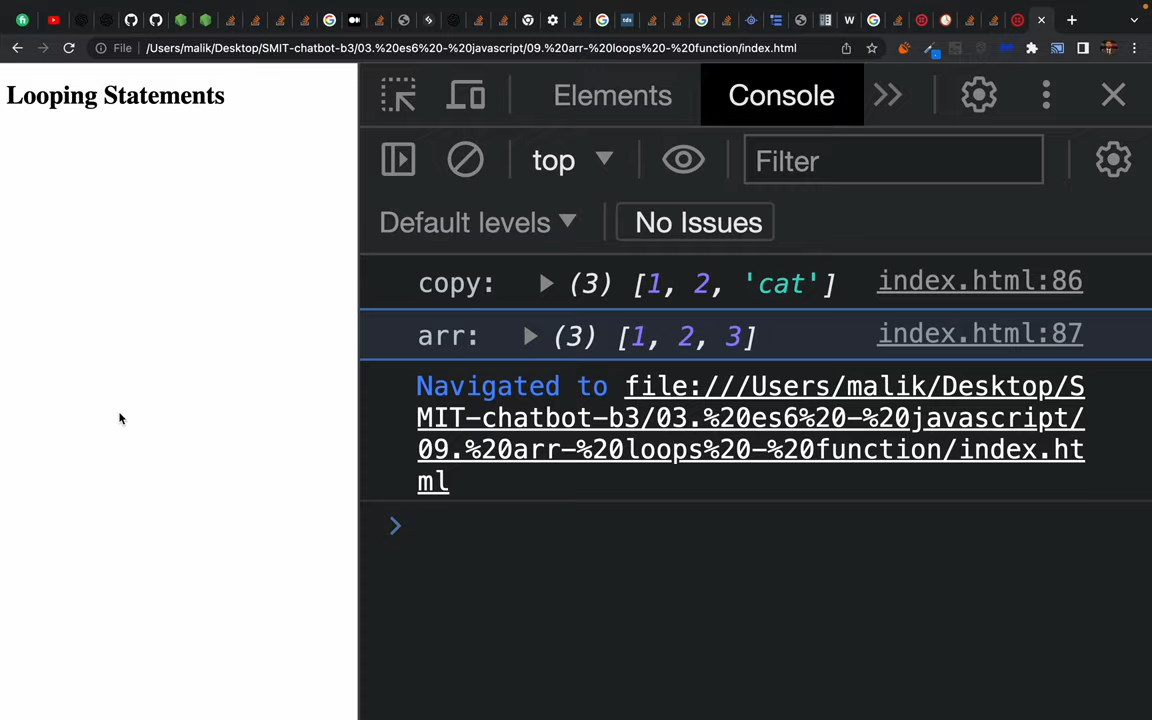 File /Users/malik/Desktop/SMIT-chatbot-b3/03.%20es6%20-%20javascript/09.%20arr-%20loops%20-%20function/index.html
Looping Statements
Elements Console
top Filter
Default levels No Issues
copy: (3) [1, 2, 'cat'] index.html:86
arr: (3) [1, 2, 3] index.html:87
Navigated to file:///Users/malik/Desktop/S
MIT-chatbot-b3/03.%20es6%20-%20javascript/
09.%20arr-%20loops%20-%20function/index.ht
ml